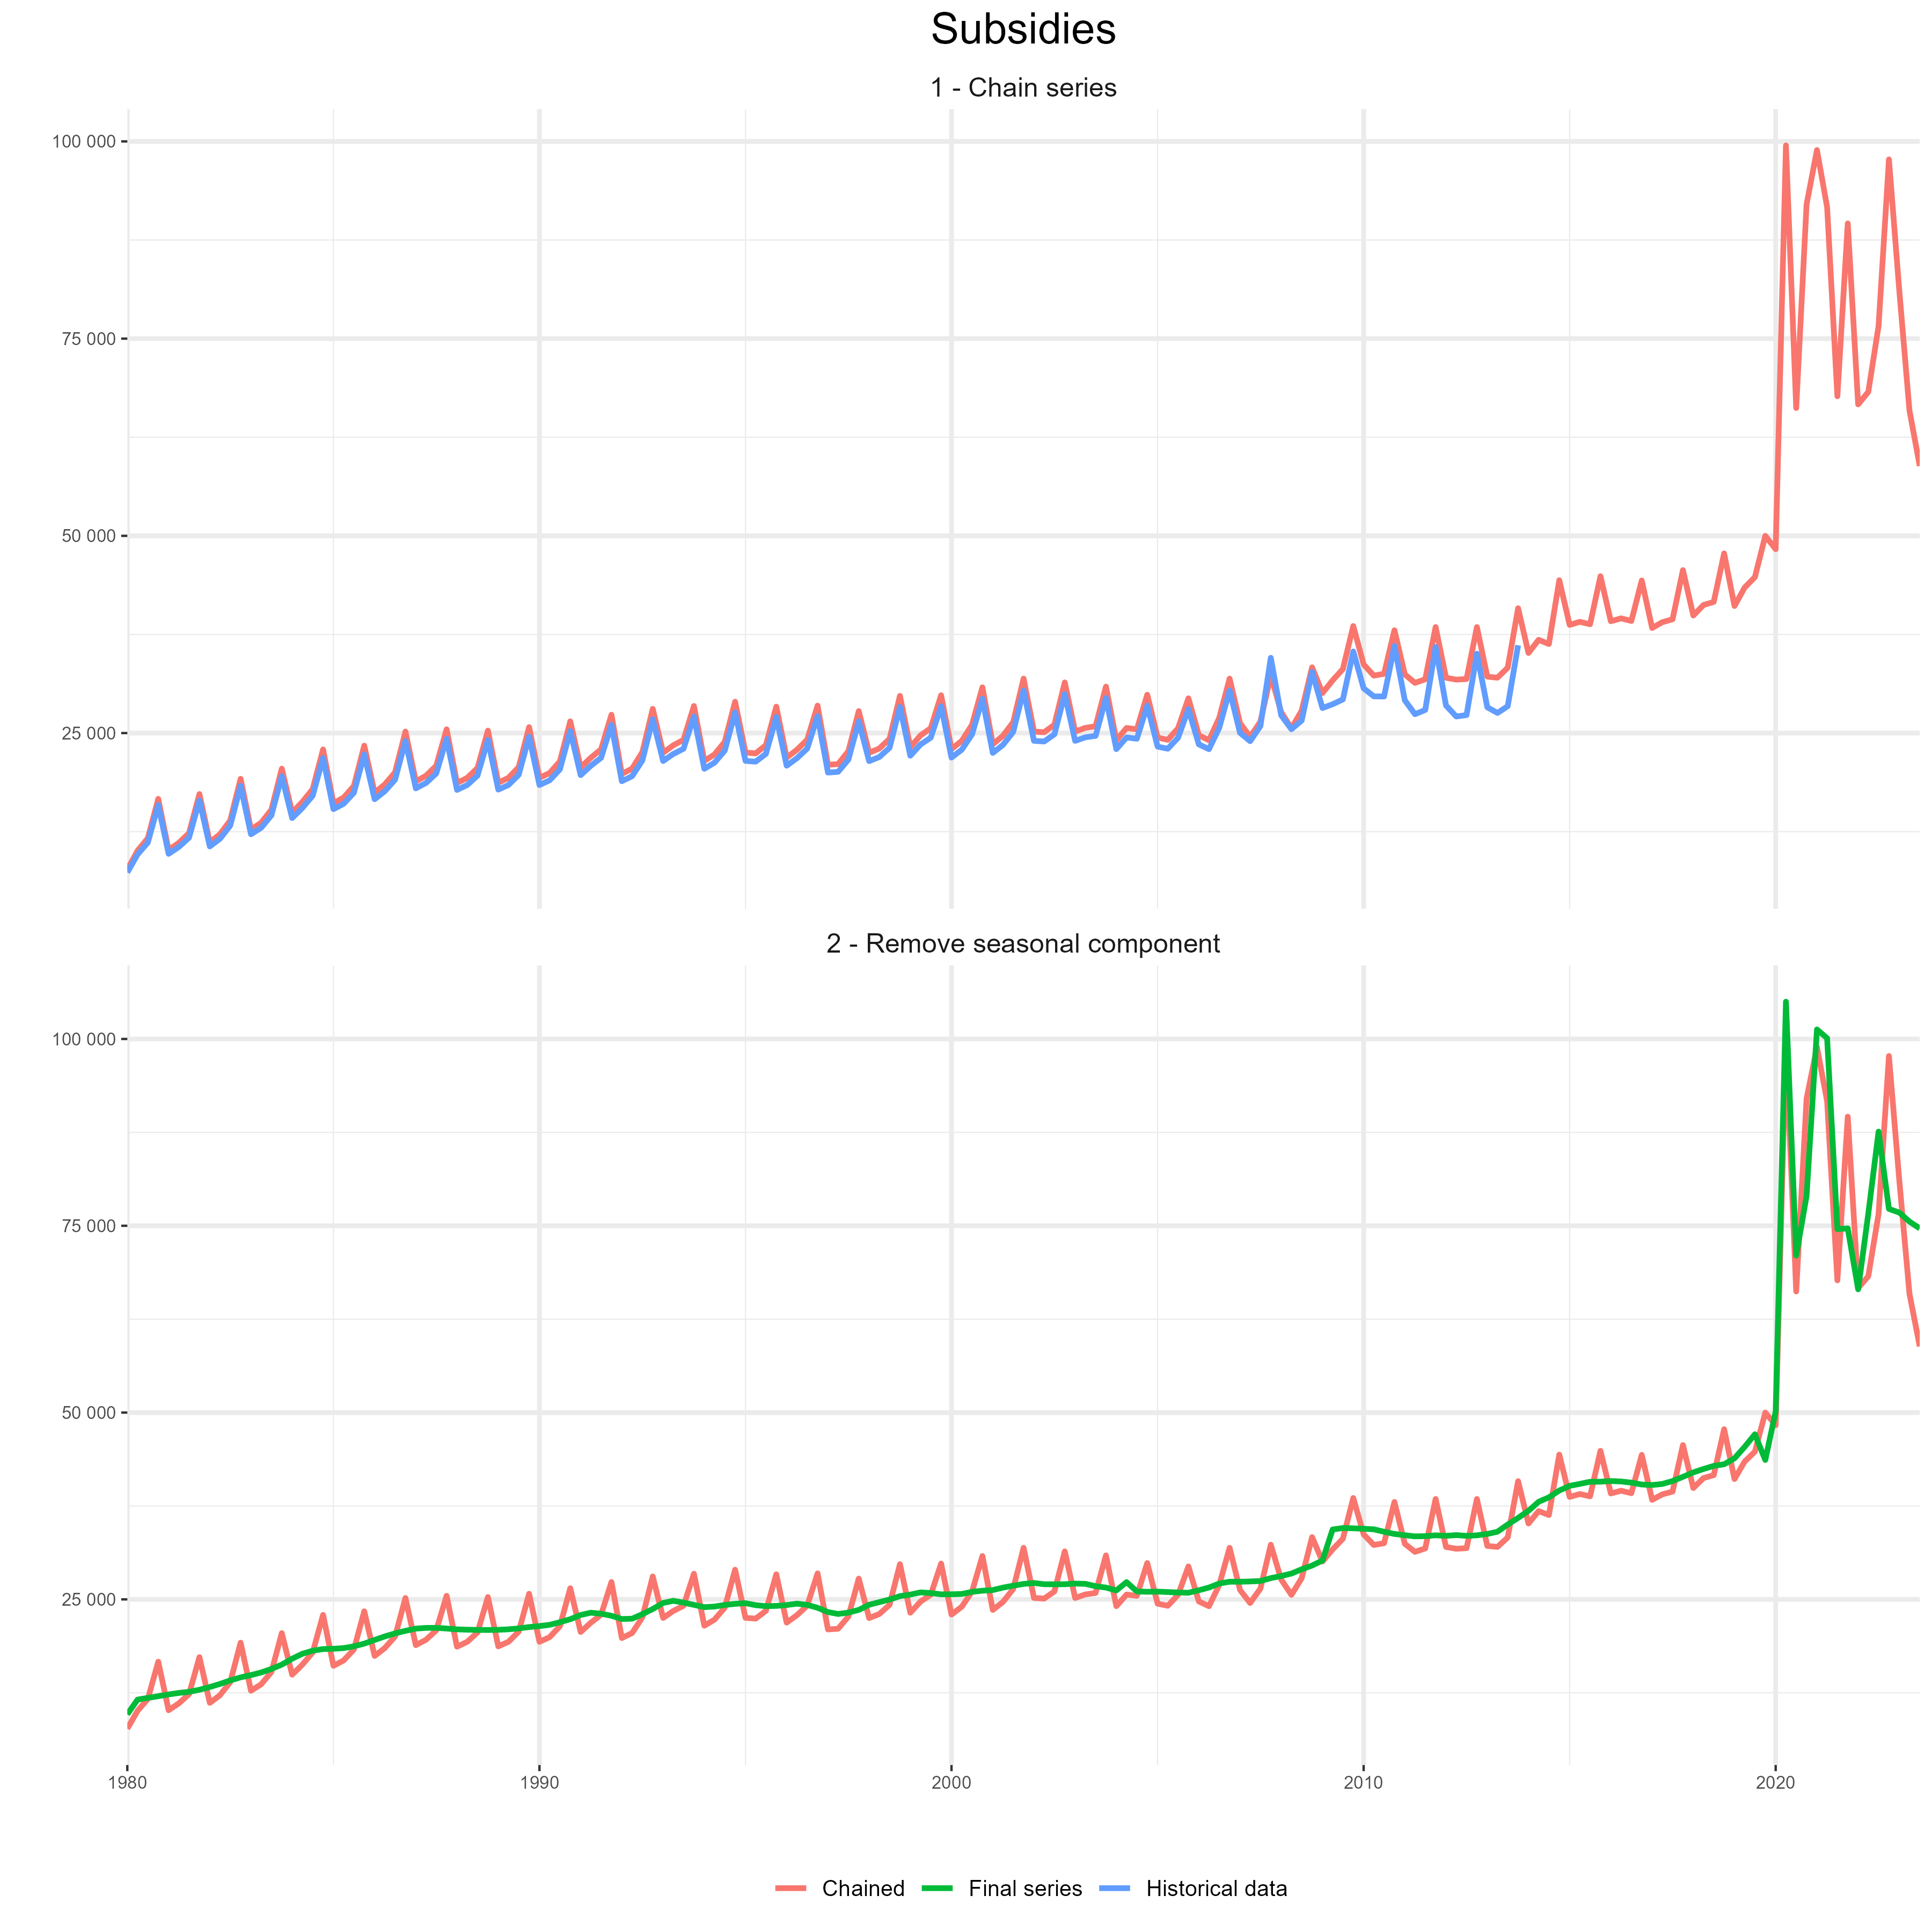 Subsidies
1 - Chain series
100 000
75 000
50 000
25 000
2 - Remove seasonal component
100 000
75 000
50 000
25 000
1980 1990 2000 2010 2020
Chained Final series Historical data